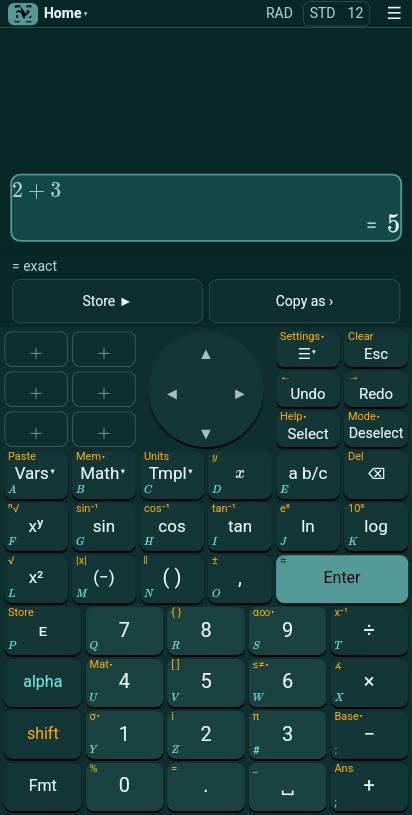 Home RAD STD 12 ☰
2 + 3
= 5
= exact
Store ► Copy as ›
Settings• Clear
☰ Esc
← →
Undo Redo
Help• Mode•
Select Deselect
Paste Mem• Units y Del
Vars Math Tmpl x a b/c ⌫
A B C D E
ⁿ√ sin⁻¹ cos⁻¹ tan⁻¹ eˣ 10ˣ
xʸ sin cos tan ln log
F G H I J K
√ |x| || ± ≈
x² (−) ( ) , Enter
L M N O
Store { } α∞• x⁻¹
E 7 8 9 ÷
P Q R S T
Mat• [ ] ≤≠• ∡
alpha 4 5 6 ×
U V W X
σ• i π Base•
shift 1 2 3 −
Y Z # :
% = _ Ans
Fmt 0 . ⎵ +
;